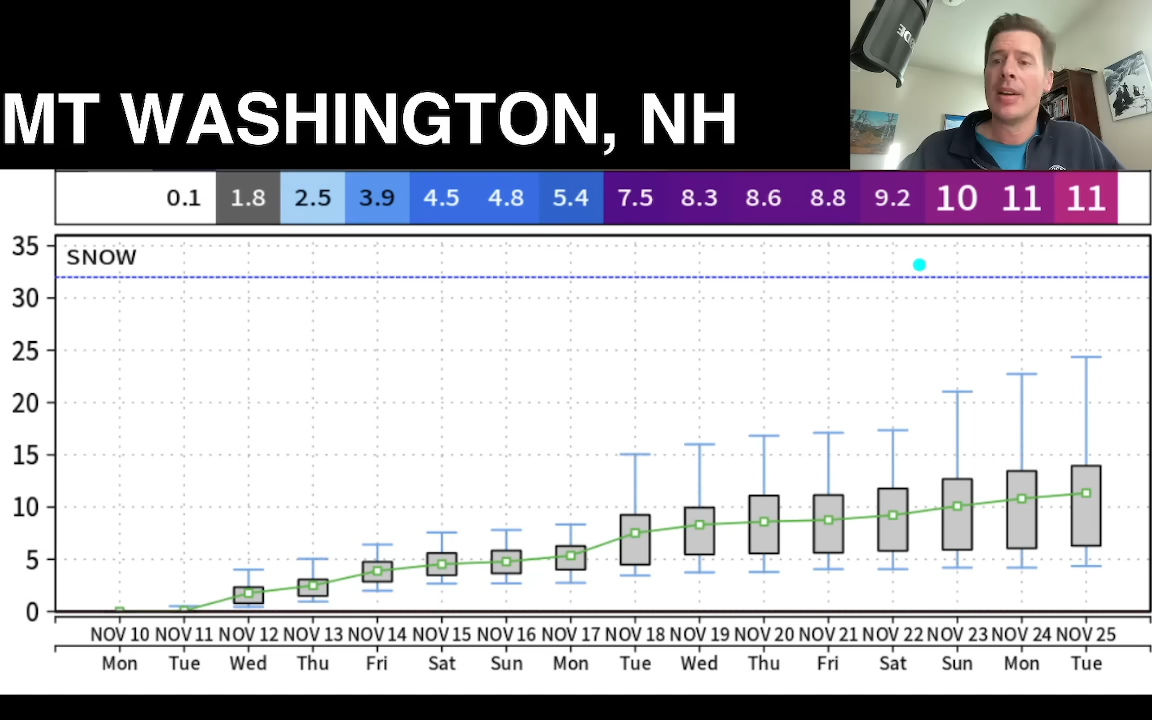 MT WASHINGTON, NH
0.1 1.8 2.5 3.9 4.5 4.8 5.4 7.5 8.3 8.6 8.8 9.2 10 11 11
SNOW
35
30
25
20
15
10
5
0
NOV 10 NOV 11 NOV 12 NOV 13 NOV 14 NOV 15 NOV 16 NOV 17 NOV 18 NOV 19 NOV 20 NOV 21 NOV 22 NOV 23 NOV 24 NOV 25
Mon Tue Wed Thu Fri Sat Sun Mon Tue Wed Thu Fri Sat Sun Mon Tue